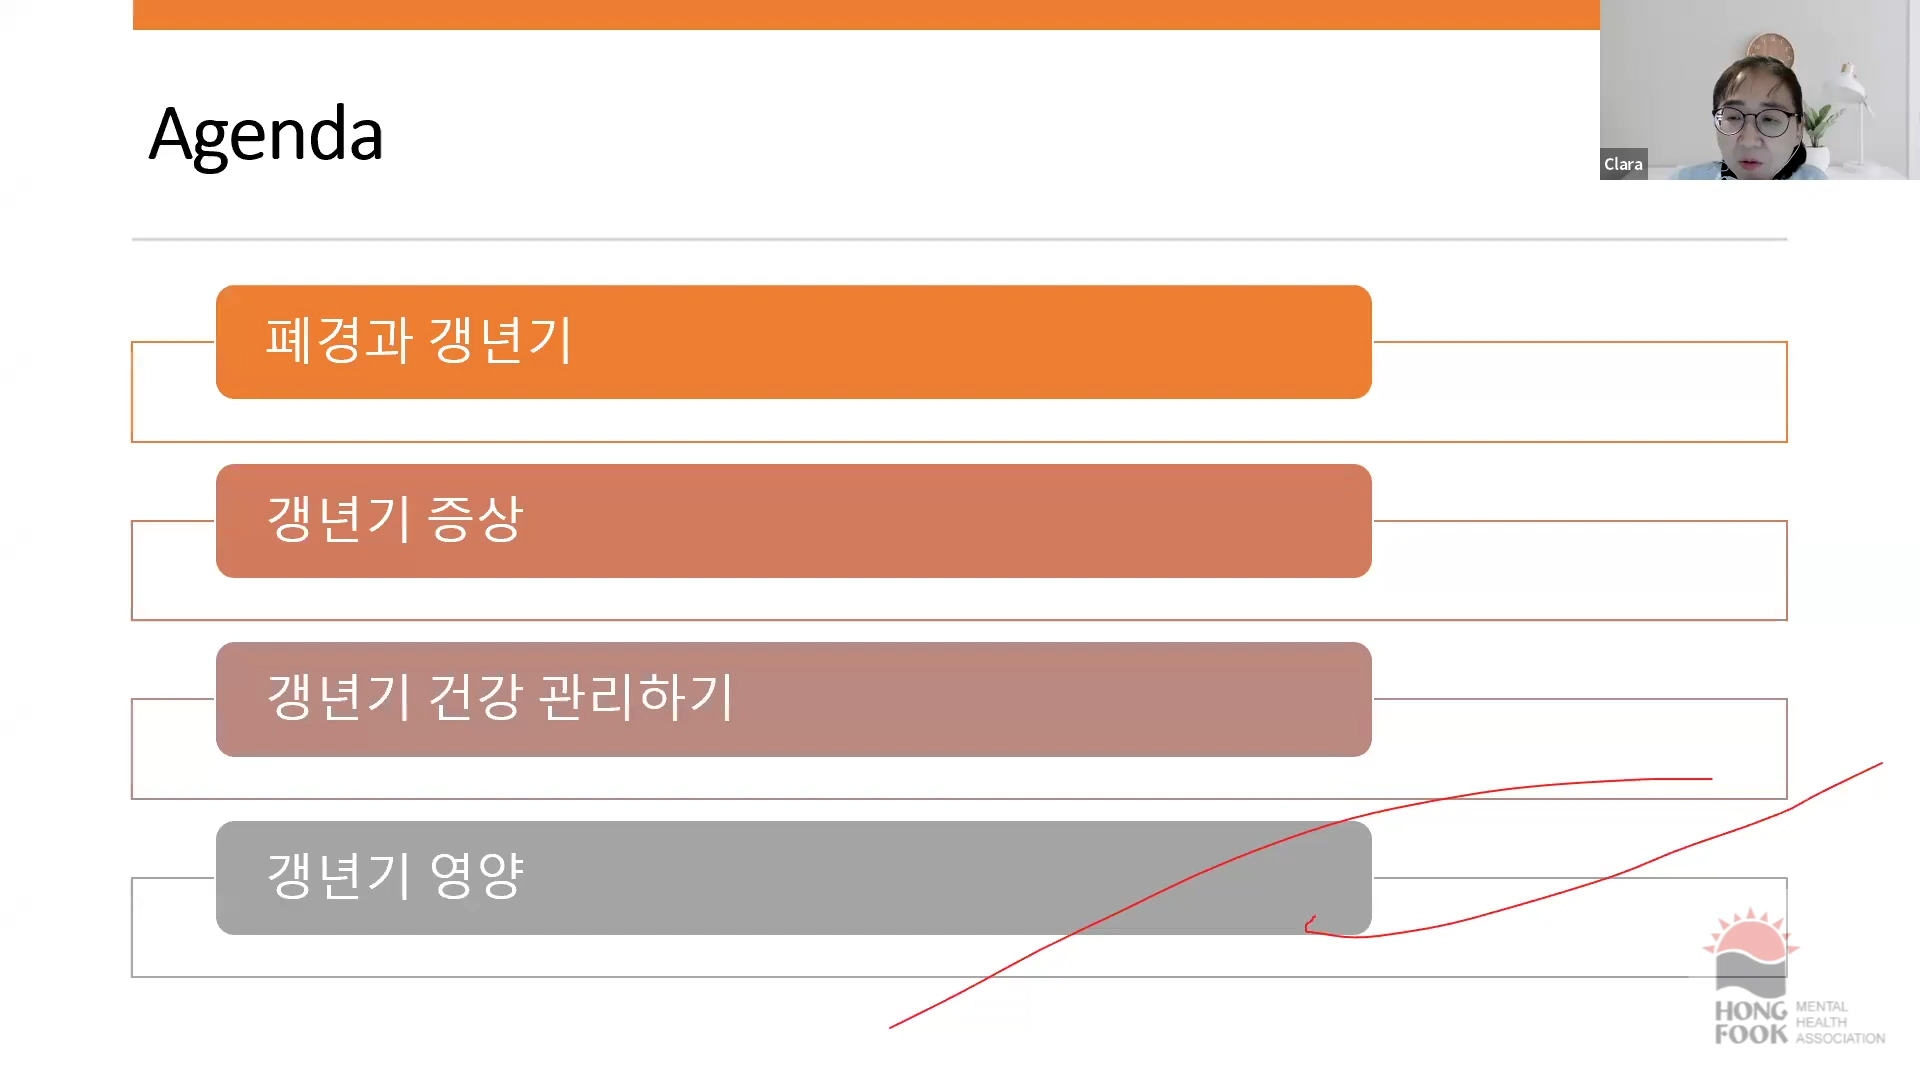 Agenda
Clara
폐경과 갱년기
갱년기 증상
갱년기 건강 관리하기
갱년기 영양
HONG FOOK
MENTAL HEALTH ASSOCIATION